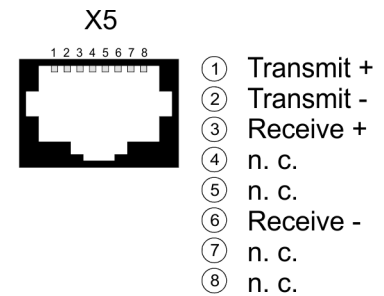 X5
1 2 3 4 5 6 7 8
1 Transmit +
2 Transmit -
3 Receive +
4 n. c.
5 n. c.
6 Receive -
7 n. c.
8 n. c.